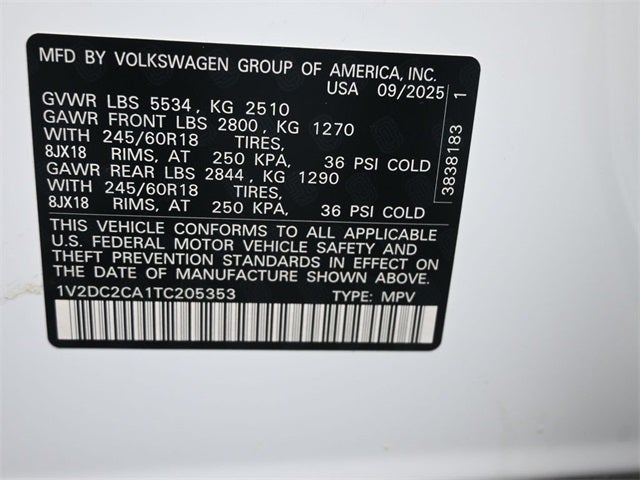 MFD BY VOLKSWAGEN GROUP OF AMERICA, INC.
USA 09/2025
GVWR LBS 5534, KG 2510
GAWR FRONT LBS 2800, KG 1270
WITH 245/60R18 TIRES,
8JX18 RIMS, AT 250 KPA, 36 PSI COLD
GAWR REAR LBS 2844, KG 1290
WITH 245/60R18 TIRES,
8JX18 RIMS, AT 250 KPA, 36 PSI COLD
THIS VEHICLE CONFORMS TO ALL APPLICABLE
U.S. FEDERAL MOTOR VEHICLE SAFETY AND
THEFT PREVENTION STANDARDS IN EFFECT ON
THE DATE OF MANUFACTURE SHOWN ABOVE.
1V2DC2CA1TC205353 TYPE: MPV
3838183 1